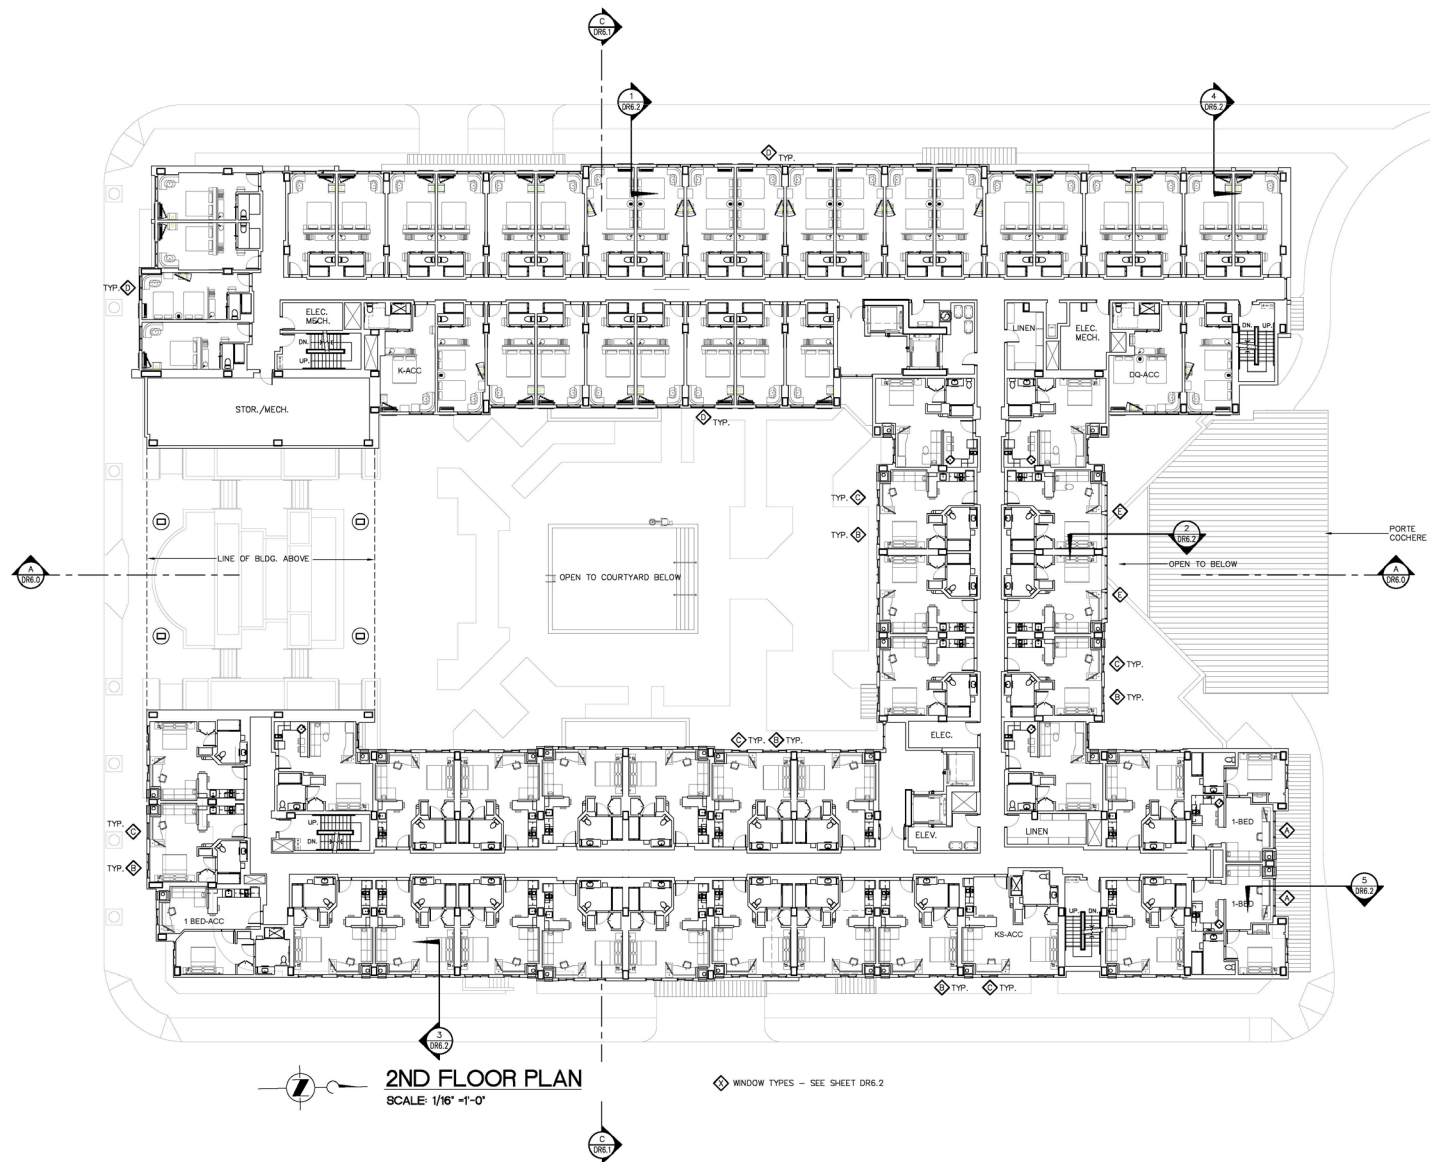 C
DR6.1
1
DR6.2
4
DR6.2
D TYP.
TYP. D
ELEC.
MECH.
DN.
UP.
K-ACC
LINEN
ELEC.
MECH.
DQ-ACC
DN.
UP.
STOR./MECH.
D
TYP.
TYP. C
E
TYP. B
2
DR6.2
PORTE
COCHERE
LINE OF BLDG. ABOVE
OPEN TO BELOW
A
DR6.0
OPEN TO COURTYARD BELOW
A
DR6.0
E
C TYP.
B TYP.
ELEC.
C TYP. B TYP.
UP.
DN.
ELEV.
LINEN
1-BED
A
TYP.
C
TYP. B
5
DR6.2
1-BED
A
1 BED-ACC
UP
DN.
KS-ACC
B TYP.
C TYP.
3
DR6.2
2ND FLOOR PLAN
SCALE: 1/16" =1'-0"
X WINDOW TYPES - SEE SHEET DR6.2
C
DR6.1